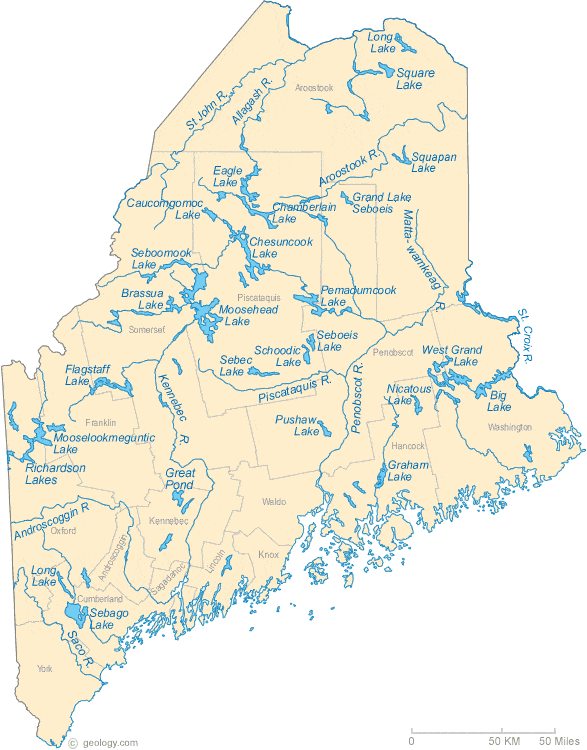 Long
Lake
Square
Lake
Aroostook
St John R.
Allagash R.
Squapan
Lake
Aroostook R.
Eagle
Lake
Grand Lake
Seboeis
Caucomgomoc
Lake
Chamberlain
Lake
Matta-wamkeag R.
Chesuncook
Lake
Seboomook
Lake
Brassua
Lake
Piscataquis
Pemadumcook
Lake
Moosehead
Lake
St. Croix R.
Somerset
Seboeis
Lake
Schoodic
Lake
Penobscot
West Grand
Lake
Sebec
Lake
Flagstaff
Lake
Kennebec R.
Piscataquis R.
Penobscot R.
Nicatous
Lake
Big
Lake
Franklin
Pushaw
Lake
Washington
Mooselookmeguntic
Lake
Hancock
Richardson
Lakes
Great
Pond
Graham
Lake
Waldo
Androscoggin R
Oxford
Kennebec
Androscoggin
Sagadahoc
Lincoln
Knox
Long
Lake
Cumberland
Sebago
Lake
Saco R.
York
© geology.com
0 50 KM 50 Miles